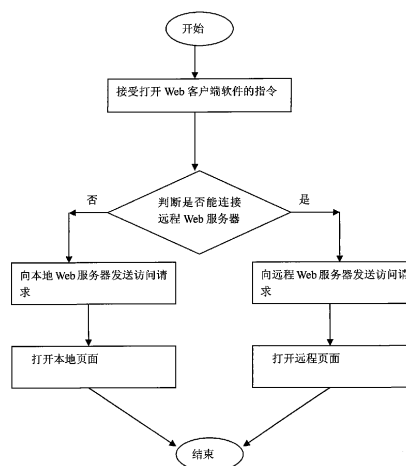 开始
接受打开 Web 客户端软件的指令
判断是否能连接
远程 Web 服务器
否
是
向本地 Web 服务器发送访问请
求
向远程 Web 服务器发送访问请
求
打开本地页面
打开远程页面
结束